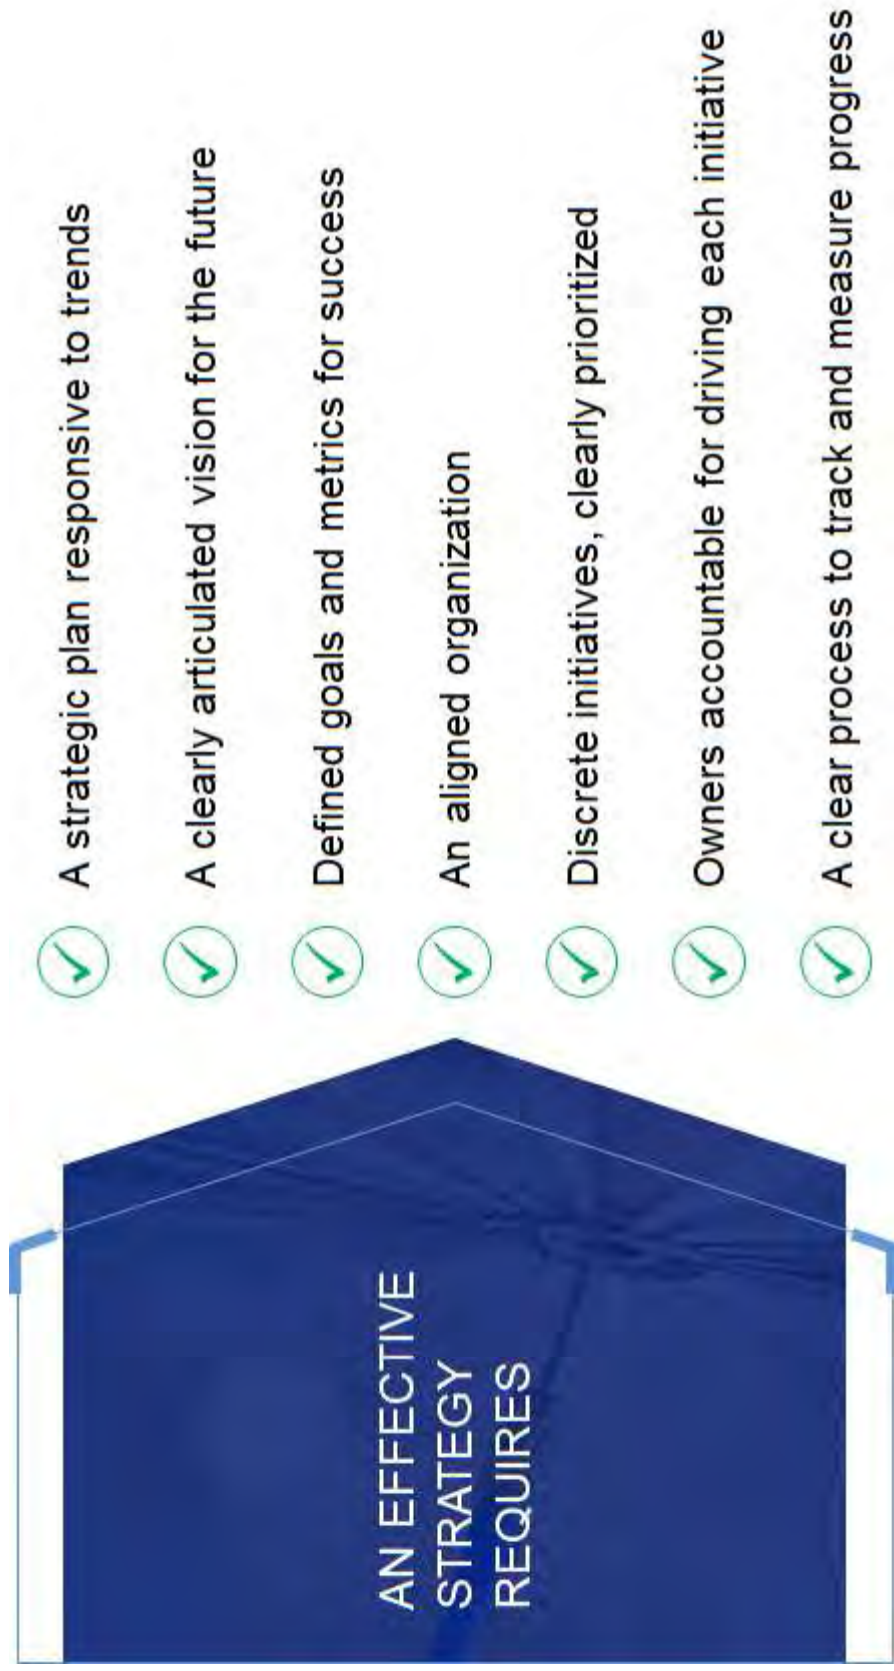 AN EFFECTIVE
STRATEGY
REQUIRES
A strategic plan responsive to trends
A clearly articulated vision for the future
Defined goals and metrics for success
An aligned organization
Discrete initiatives, clearly prioritized
Owners accountable for driving each initiative
A clear process to track and measure progress